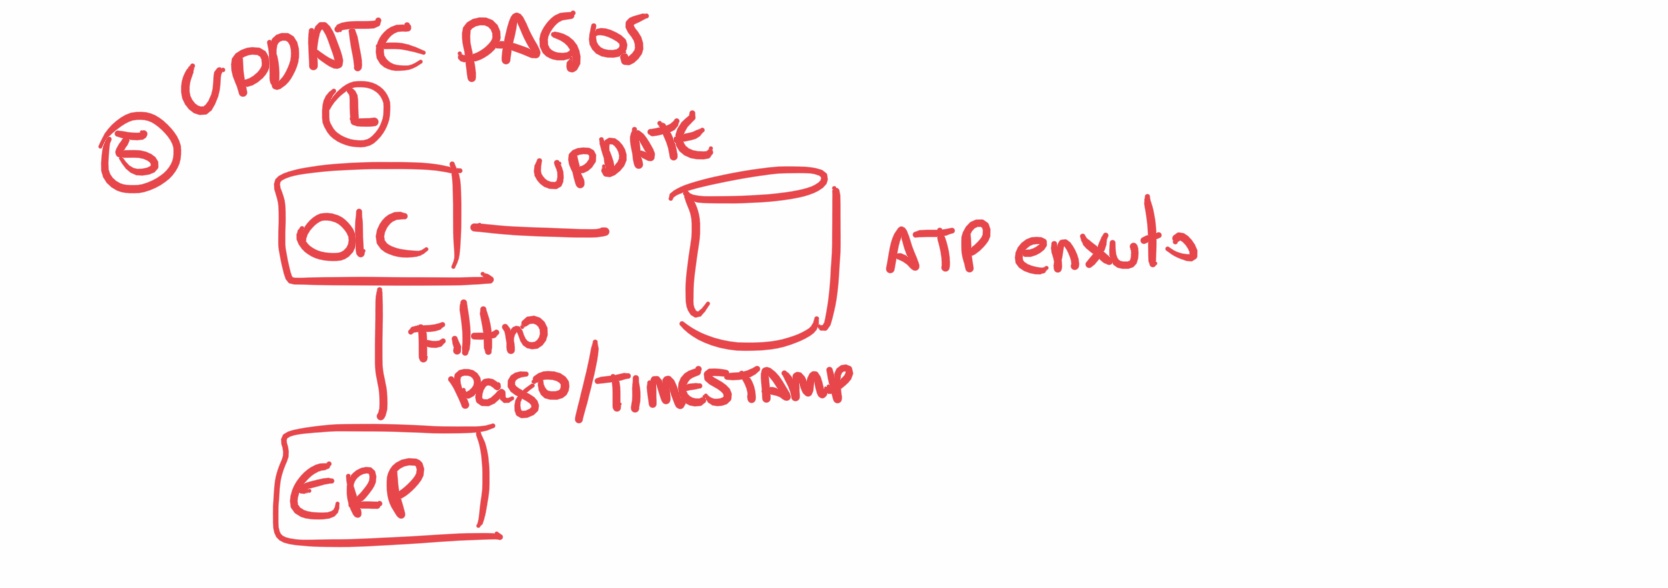 UPDATE PAGOS
5
L
UPDATE
OIC
ATP enxuto
Filtro
Pago/TIMESTAMP
ERP